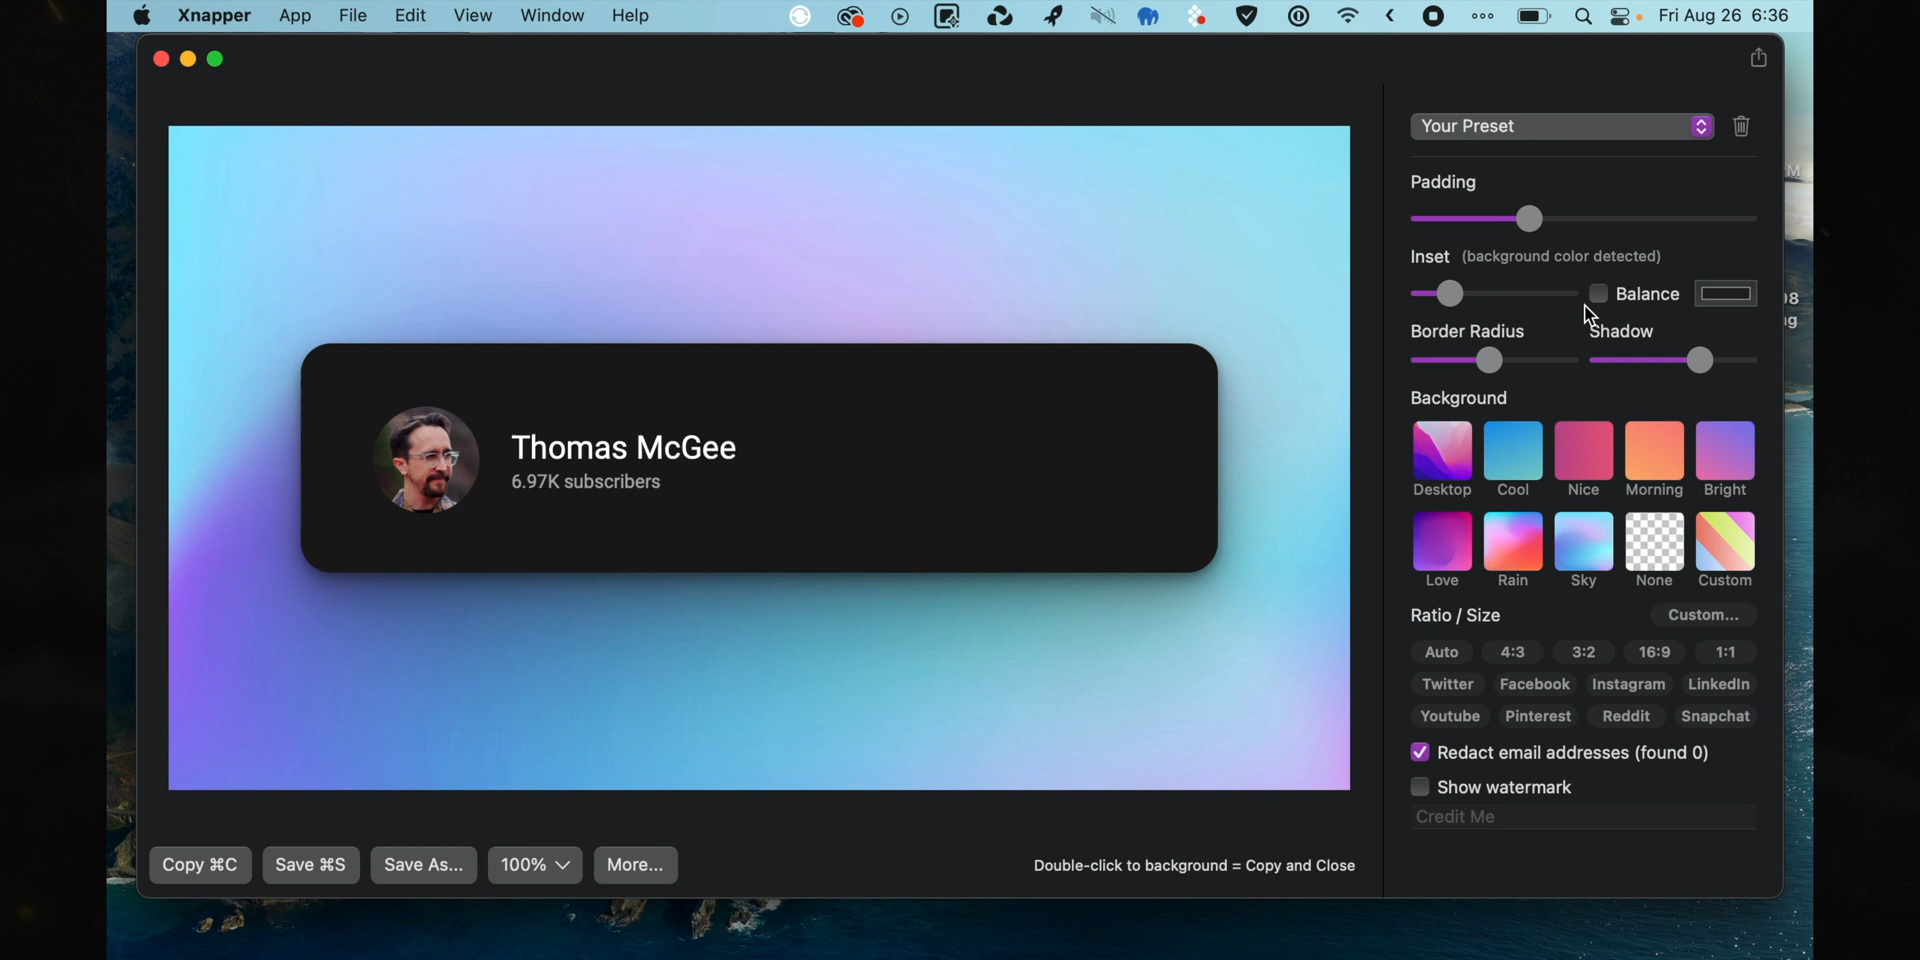 Xnapper App File Edit View Window Help Fri Aug 26 6:36
Your Preset
Padding
Inset (background color detected)
Balance
Border Radius Shadow
Background
Desktop Cool Nice Morning Bright
Love Rain Sky None Custom
Ratio / Size Custom...
Auto 4:3 3:2 16:9 1:1
Twitter Facebook Instagram LinkedIn
Youtube Pinterest Reddit Snapchat
Redact email addresses (found 0)
Show watermark
Credit Me
Thomas McGee
6.97K subscribers
Copy ⌘C Save ⌘S Save As... 100% More... Double-click to background = Copy and Close